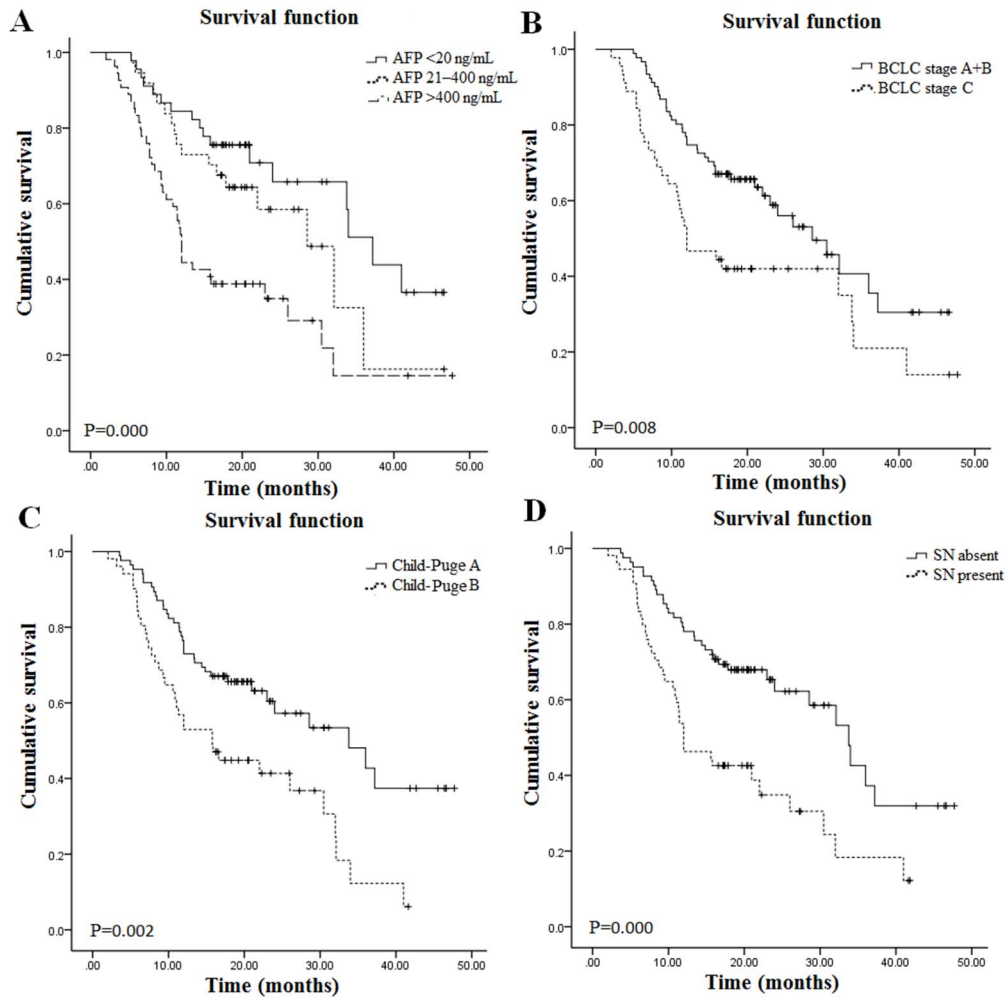 A
Survival function
AFP <20 ng/mL
AFP 21–400 ng/mL
AFP >400 ng/mL
Cumulative survival
1.0
0.8
0.6
0.4
0.2
0.0
P=0.000
.00 10.00 20.00 30.00 40.00 50.00
Time (months)
B
Survival function
BCLC stage A+B
BCLC stage C
Cumulative survival
1.0
0.8
0.6
0.4
0.2
0.0
P=0.008
.00 10.00 20.00 30.00 40.00 50.00
Time (months)
C
Survival function
Child-Puge A
Child-Puge B
Cumulative survival
1.0
0.8
0.6
0.4
0.2
0.0
P=0.002
.00 10.00 20.00 30.00 40.00 50.00
Time (months)
D
Survival function
SN absent
SN present
Cumulative survival
1.0
0.8
0.6
0.4
0.2
0.0
P=0.000
.00 10.00 20.00 30.00 40.00 50.00
Time (months)